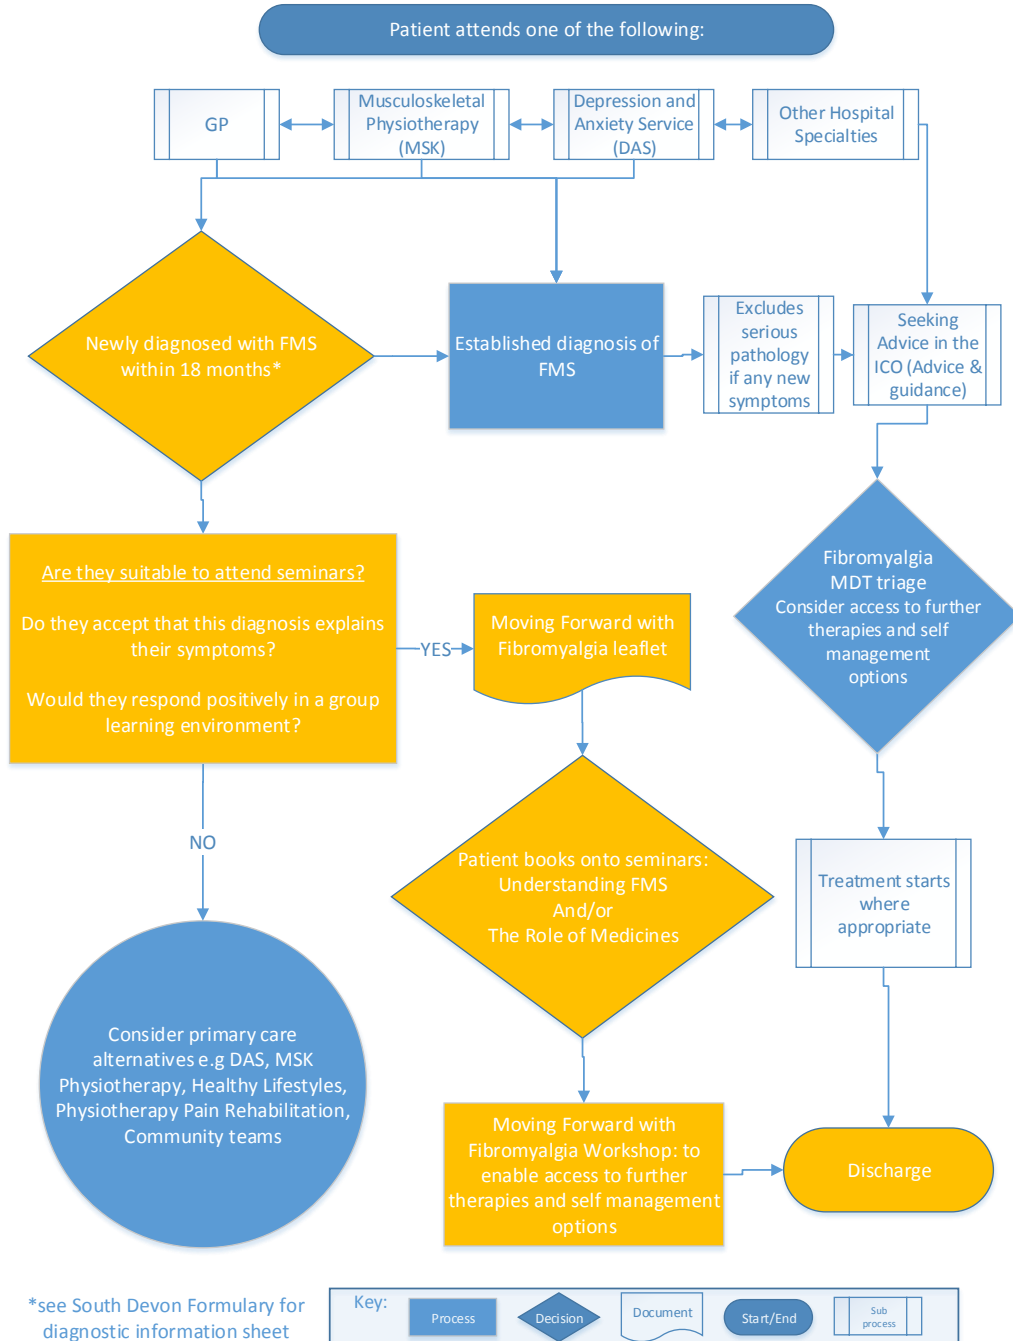 Patient attends one of the following:
GP
Musculoskeletal
Physiotherapy
(MSK)
Depression and
Anxiety Service
(DAS)
Other Hospital
Specialties
Newly diagnosed with FMS
within 18 months*
Established diagnosis of
FMS
Excludes
serious
pathology
if any new
symptoms
Seeking
Advice in the
ICO (Advice &
guidance)
Are they suitable to attend seminars?
Do they accept that this diagnosis explains
their symptoms?
Would they respond positively in a group
learning environment?
YES
Moving Forward with
Fibromyalgia leaflet
Fibromyalgia
MDT triage
Consider access to further
therapies and self
management
options
NO
Patient books onto seminars:
Understanding FMS
And/or
The Role of Medicines
Treatment starts
where
appropriate
Consider primary care
alternatives e.g DAS, MSK
Physiotherapy, Healthy Lifestyles,
Physiotherapy Pain Rehabilitation,
Community teams
Moving Forward with
Fibromyalgia Workshop: to
enable access to further
therapies and self management
options
Discharge
*see South Devon Formulary for
diagnostic information sheet
Key:
Process
Decision
Document
Start/End
Sub
process